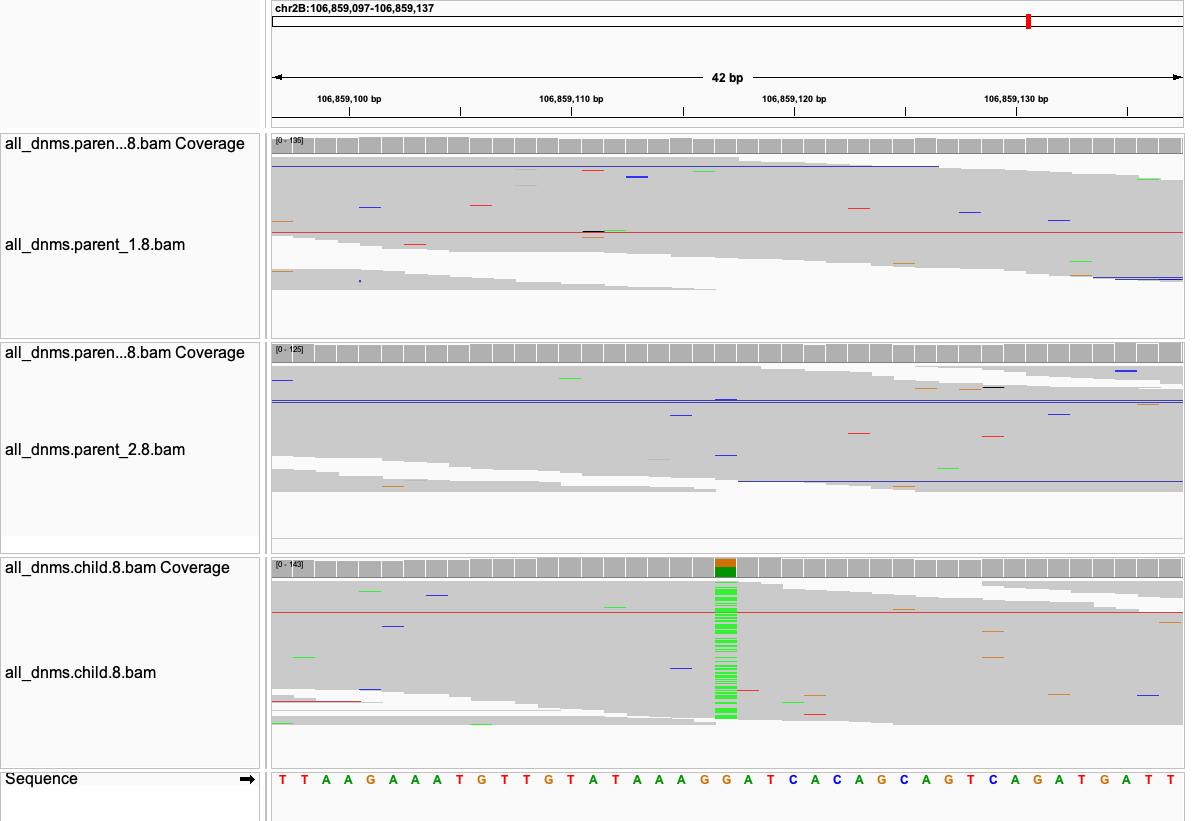 chr2B:106,859,097-106,859,137
42 bp
106,859,100 bp 106,859,110 bp 106,859,120 bp 106,859,130 bp
all_dnms.paren...8.bam Coverage
[0 - 135]
all_dnms.parent_1.8.bam
all_dnms.paren...8.bam Coverage
[0 - 125]
all_dnms.parent_2.8.bam
all_dnms.child.8.bam Coverage
[0 - 143]
all_dnms.child.8.bam
Sequence
T T A A G A A A T G T T G T A T A A A G G A T C A C A G C A G T C A G A T G A T T